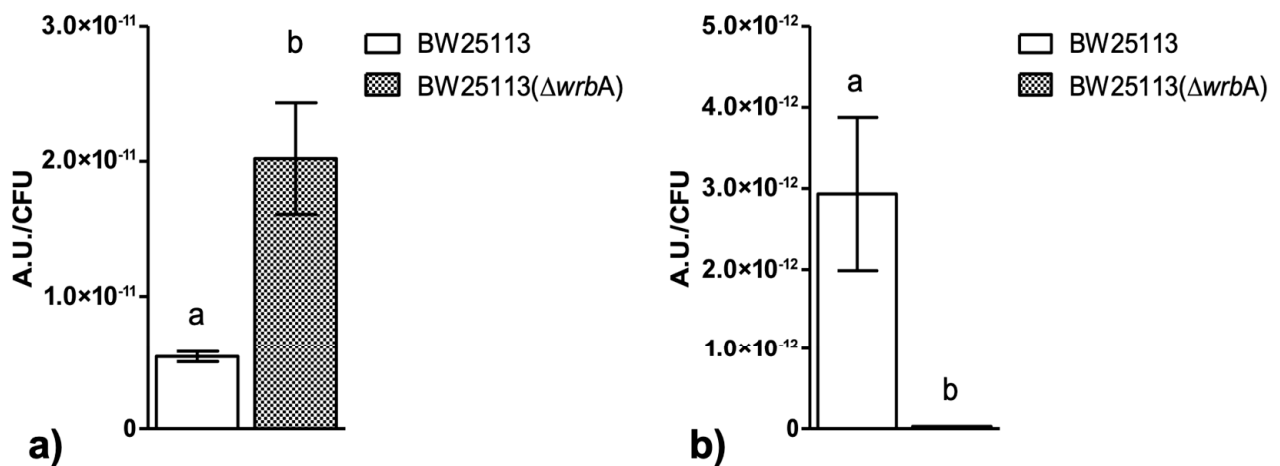 3.0×10⁻¹¹
2.0×10⁻¹¹
1.0×10⁻¹¹
0
A.U./CFU
a
b
BW25113
BW25113(ΔwrbA)
a)
5.0×10⁻¹²
4.0×10⁻¹²
3.0×10⁻¹²
2.0×10⁻¹²
1.0×10⁻¹²
0
A.U./CFU
a
b
BW25113
BW25113(ΔwrbA)
b)